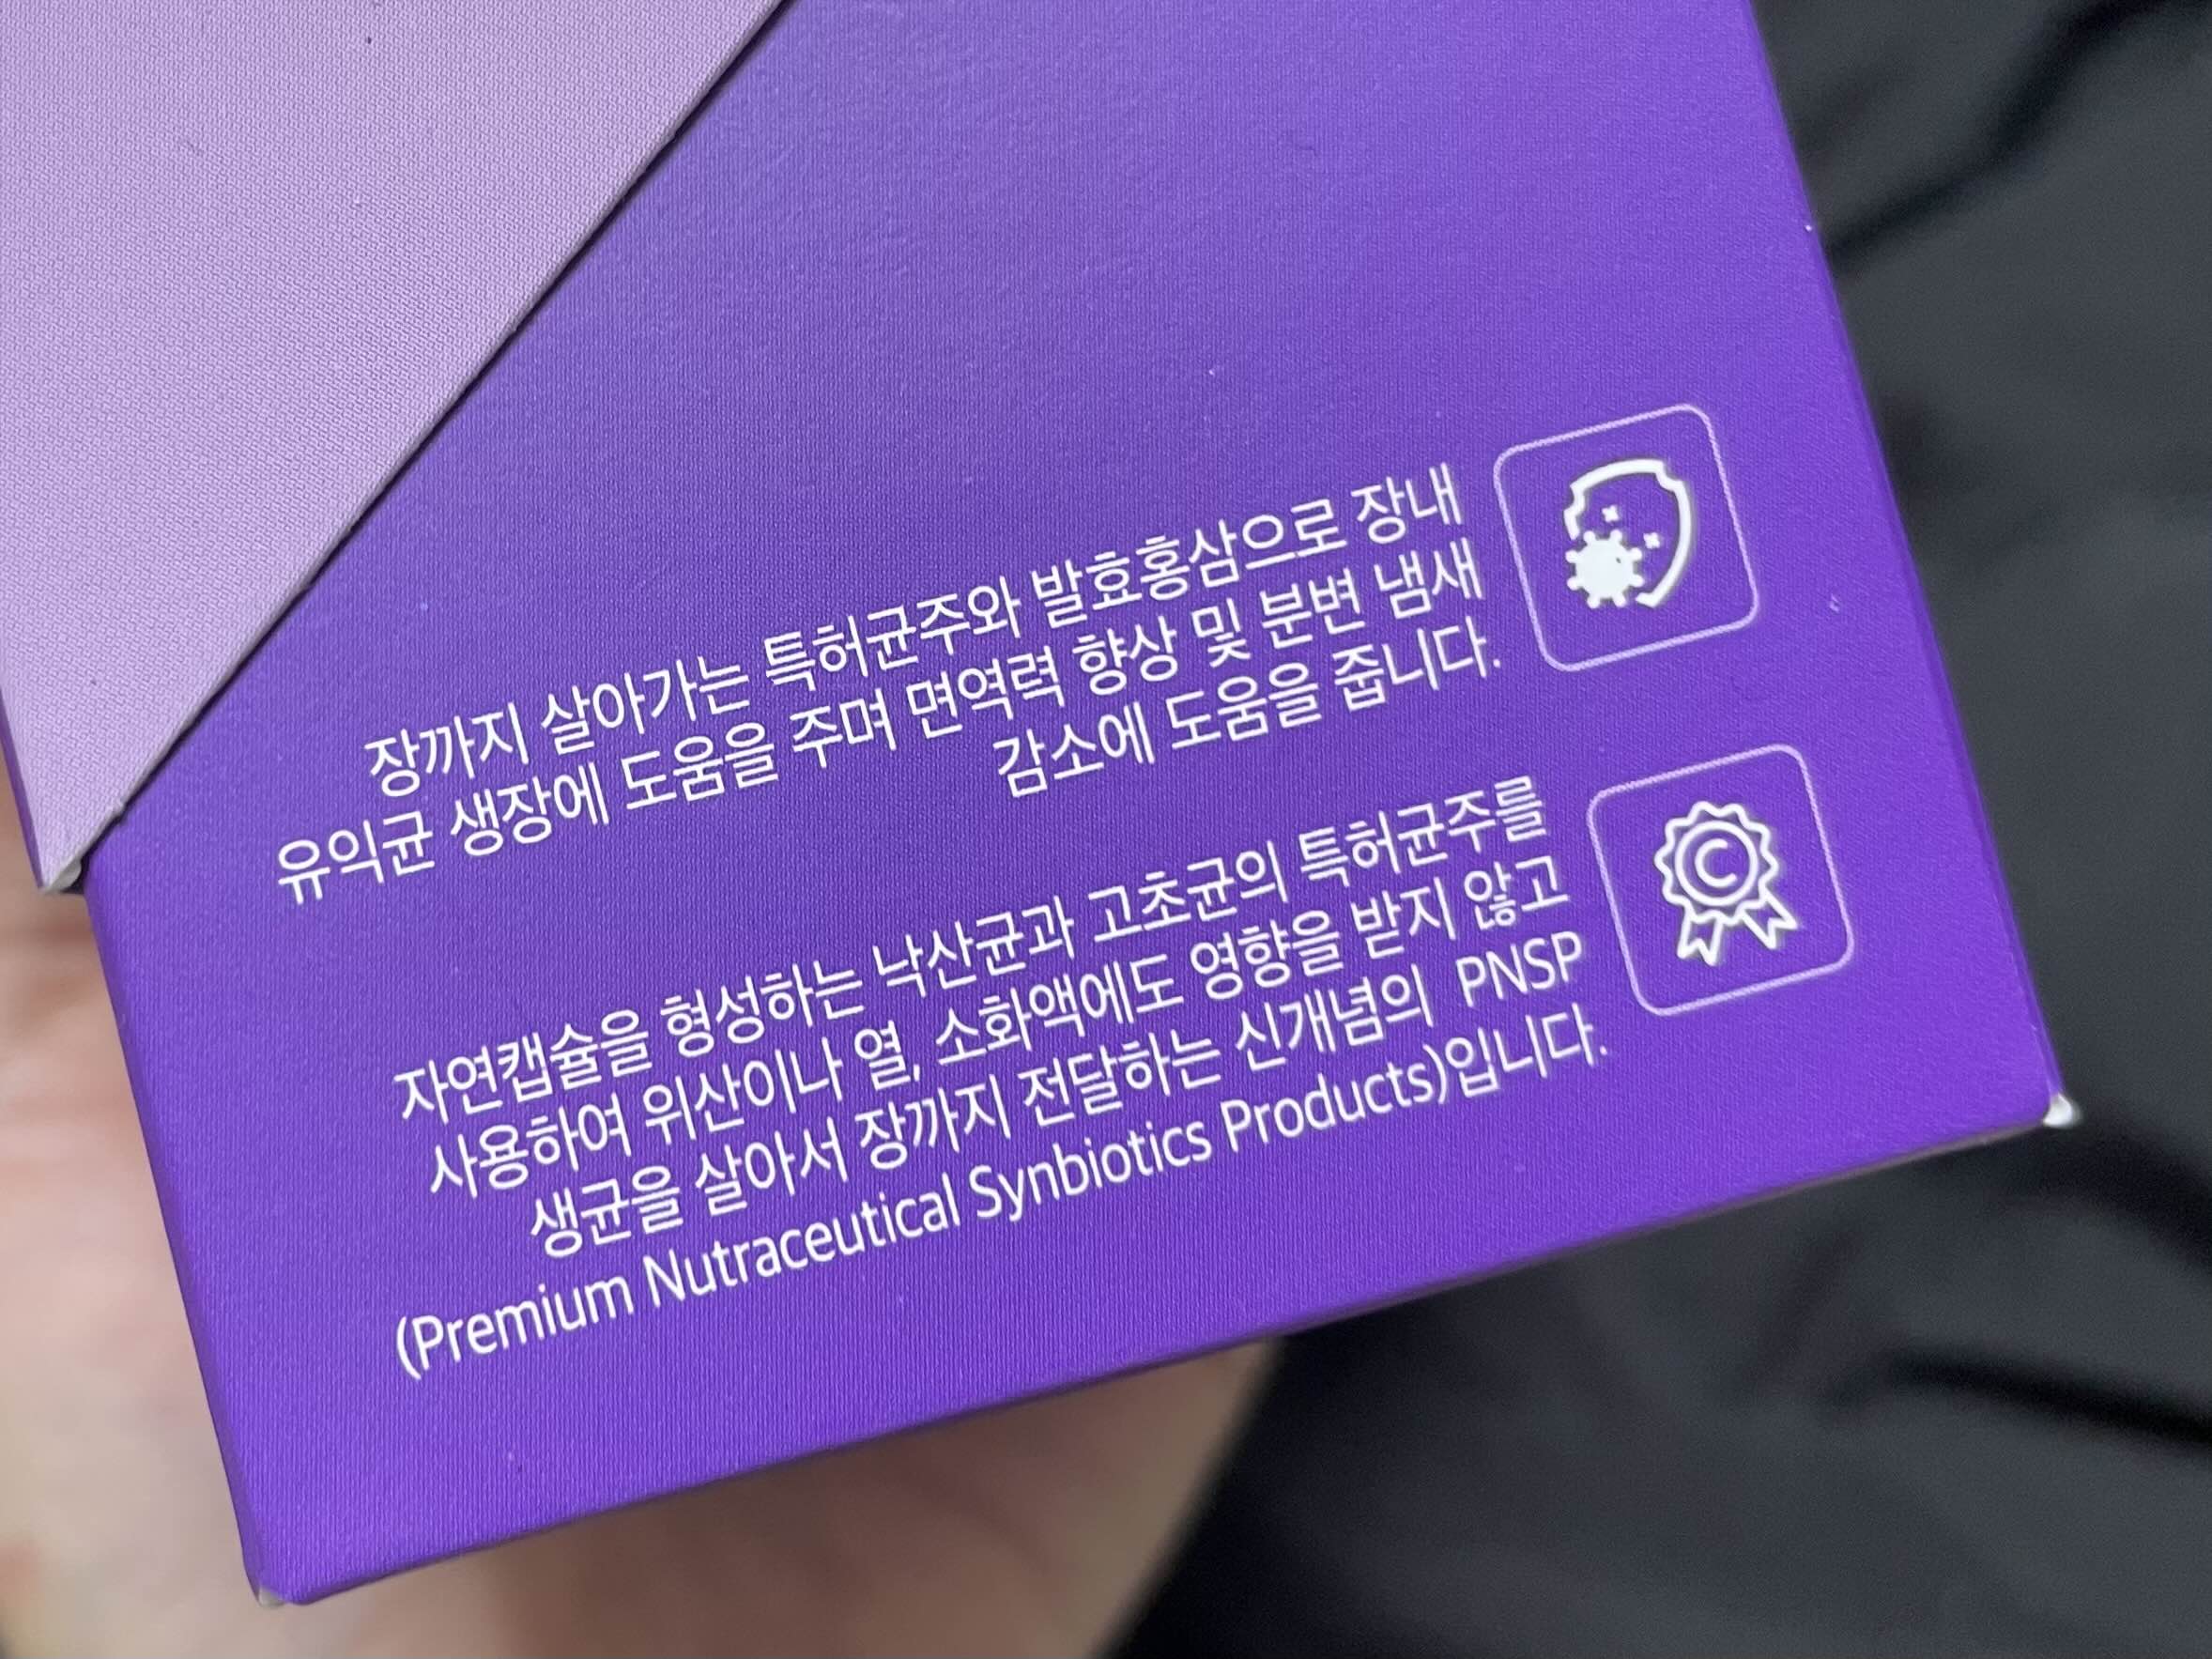 장까지 살아가는 특허균주와 발효홍삼으로 장내
유익균 생장에 도움을 주며 면역력 향상 및 분변 냄새
감소에 도움을 줍니다.
자연캡슐을 형성하는 낙산균과 고초균의 특허균주를
사용하여 위산이나 열, 소화액에도 영향을 받지 않고
생균을 살아서 장까지 전달하는 신개념의 PNSP
(Premium Nutraceutical Synbiotics Products)입니다.
C